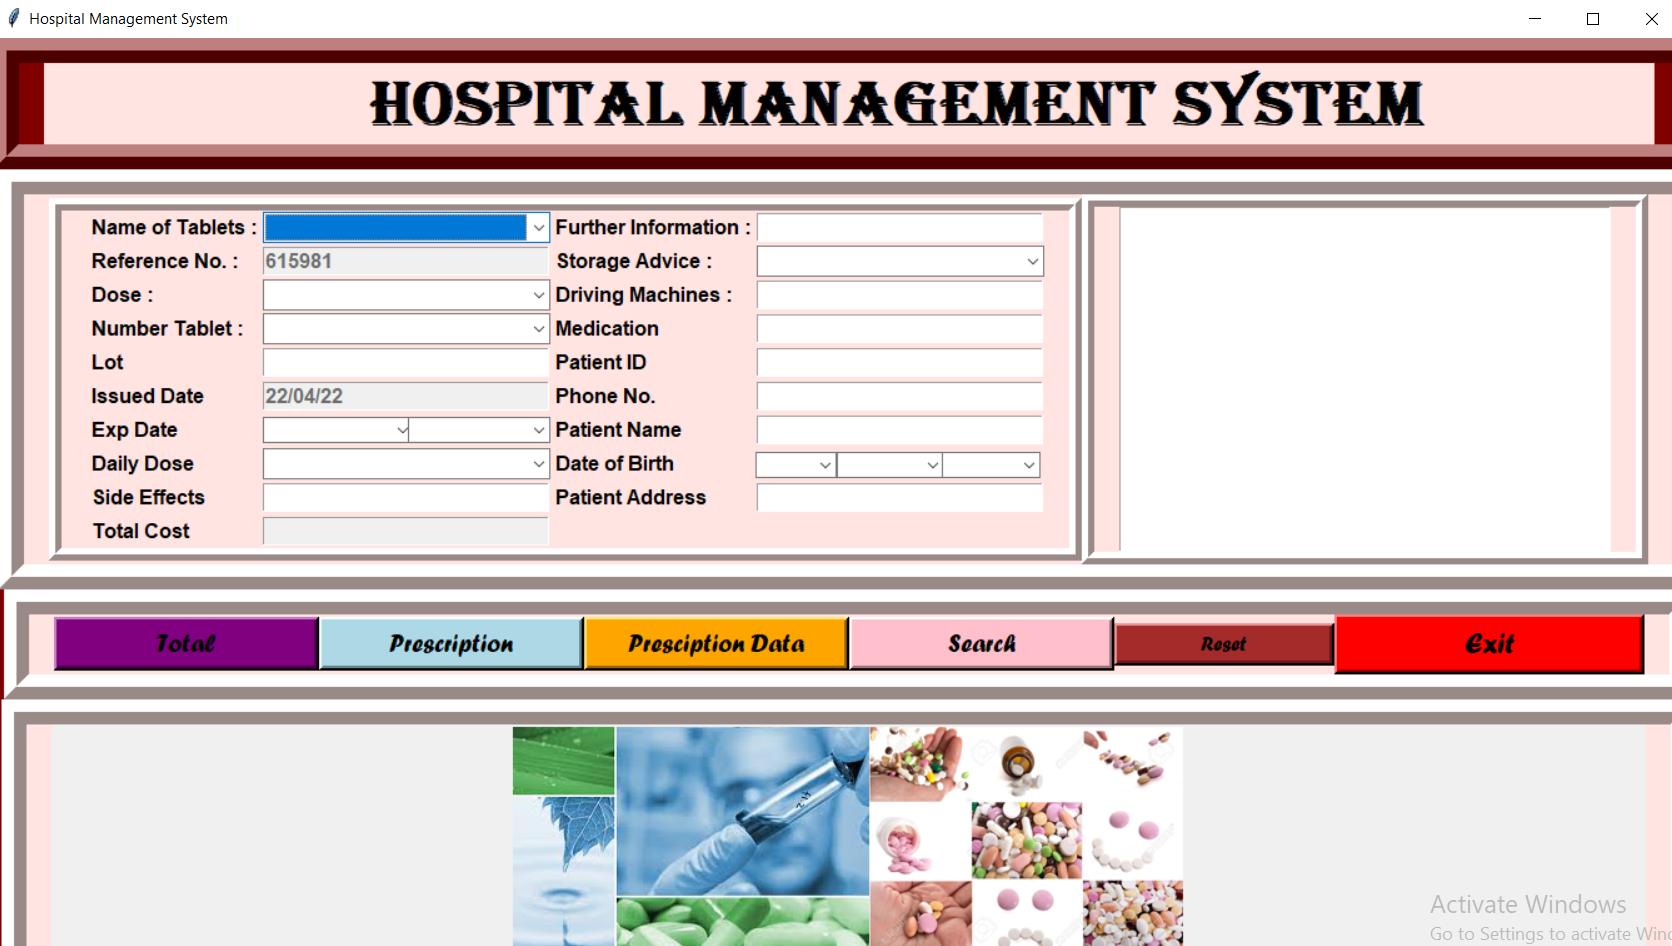 Hospital Management System
HOSPITAL MANAGEMENT SYSTEM
Name of Tablets :
Further Information :
Reference No. : 615981
Storage Advice :
Dose :
Driving Machines :
Number Tablet :
Medication
Lot
Patient ID
Issued Date 22/04/22
Phone No.
Exp Date
Patient Name
Daily Dose
Date of Birth
Side Effects
Patient Address
Total Cost
Total
Prescription
Presciption Data
Search
Reset
Exit
Activate Windows
Go to Settings to activate Winc